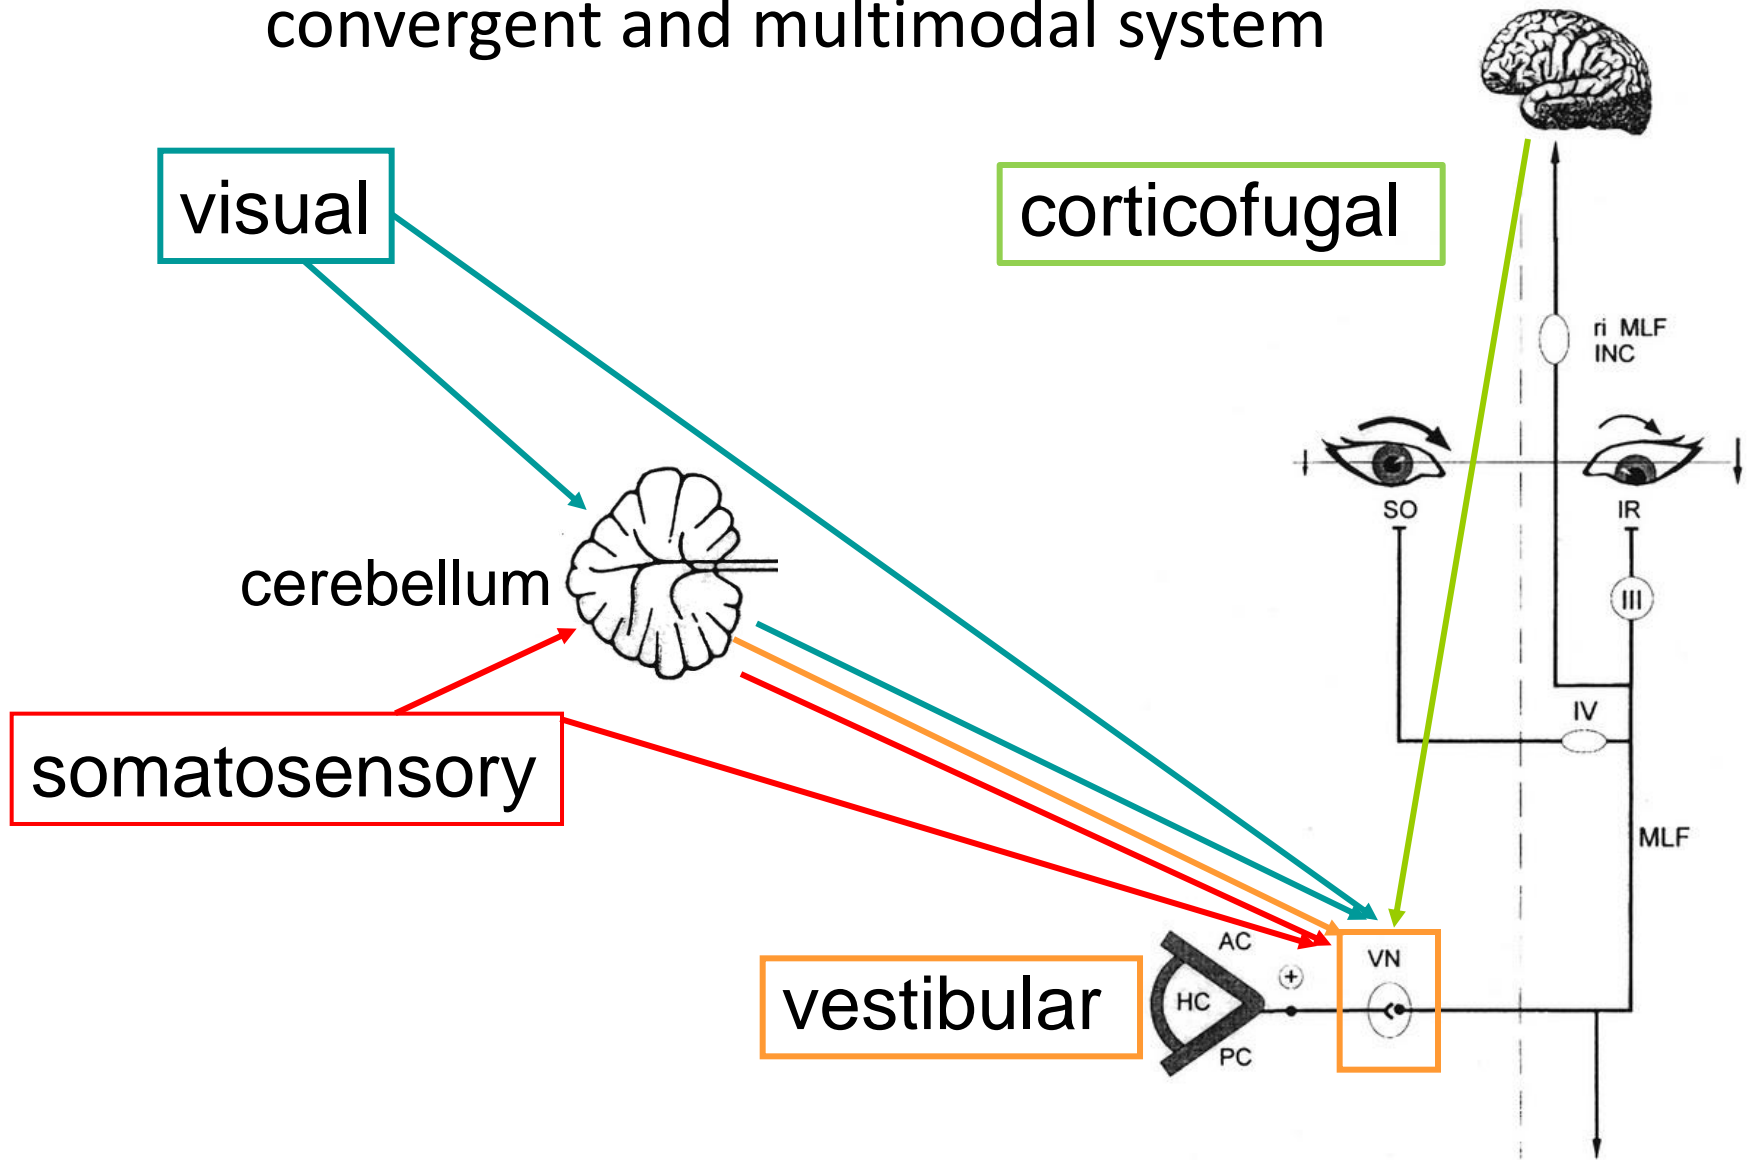 convergent and multimodal system
visual
corticofugal
ri MLF
INC
SO
IR
cerebellum
III
IV
somatosensory
MLF
AC
VN
+
vestibular
HC
PC